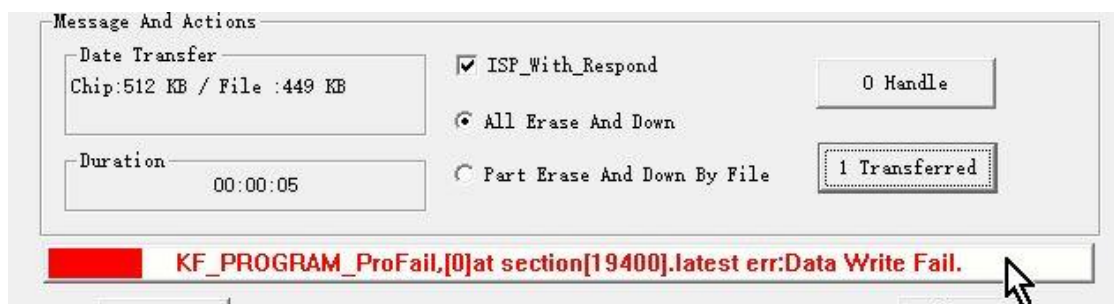 Message And Actions
Date Transfer
Chip:512 KB / File :449 KB
ISP_With_Respond
0 Handle
All Erase And Down
Duration
00:00:05
Part Erase And Down By File
1 Transferred
KF_PROGRAM_ProFail,[0]at section[19400].latest err:Data Write Fail.